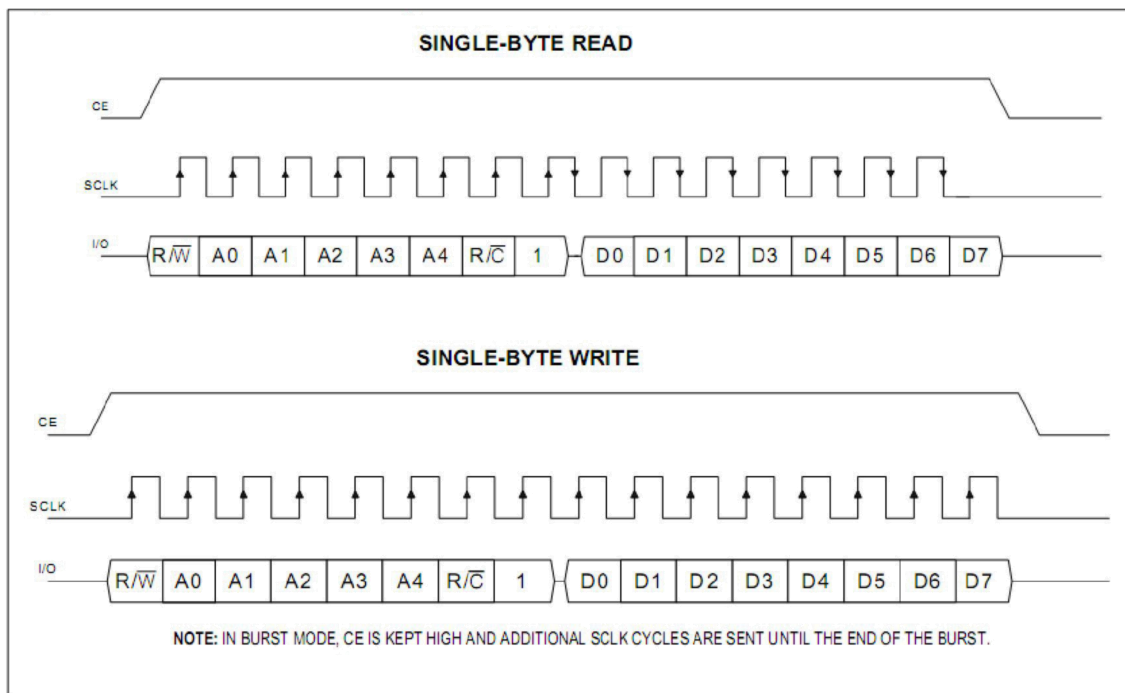 SINGLE-BYTE READ
CE
SCLK
I/O R/W̅ A0 A1 A2 A3 A4 R/C̅ 1 D0 D1 D2 D3 D4 D5 D6 D7
SINGLE-BYTE WRITE
CE
SCLK
I/O R/W̅ A0 A1 A2 A3 A4 R/C̅ 1 D0 D1 D2 D3 D4 D5 D6 D7
NOTE: IN BURST MODE, CE IS KEPT HIGH AND ADDITIONAL SCLK CYCLES ARE SENT UNTIL THE END OF THE BURST.